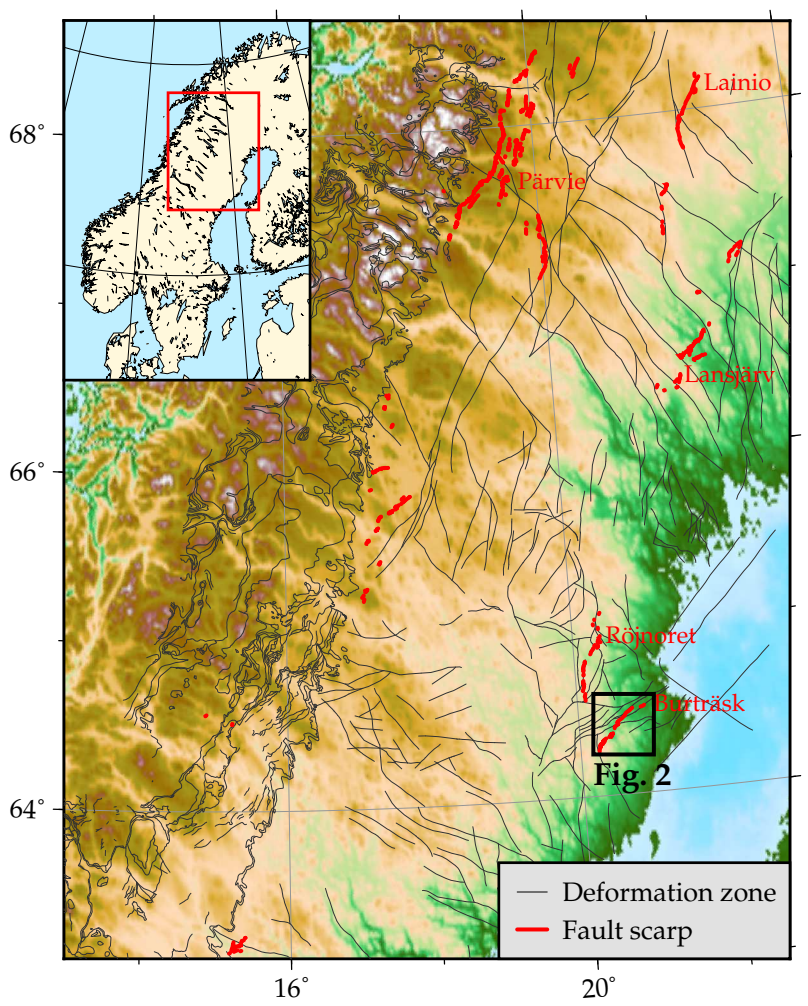 Lainio
68°
Pärvie
Lansjärv
66°
Röjnoret
Burträsk
Fig. 2
64°
Deformation zone
Fault scarp
16°
20°